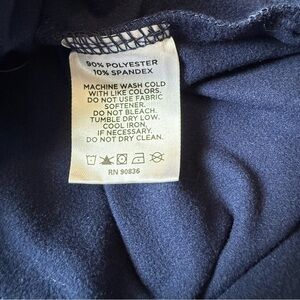 90% POLYESTER
10% SPANDEX
MACHINE WASH COLD
WITH LIKE COLORS.
DO NOT USE FABRIC
SOFTENER.
DO NOT BLEACH.
TUMBLE DRY LOW.
COOL IRON,
IF NECESSARY.
DO NOT DRY CLEAN.
RN 90836